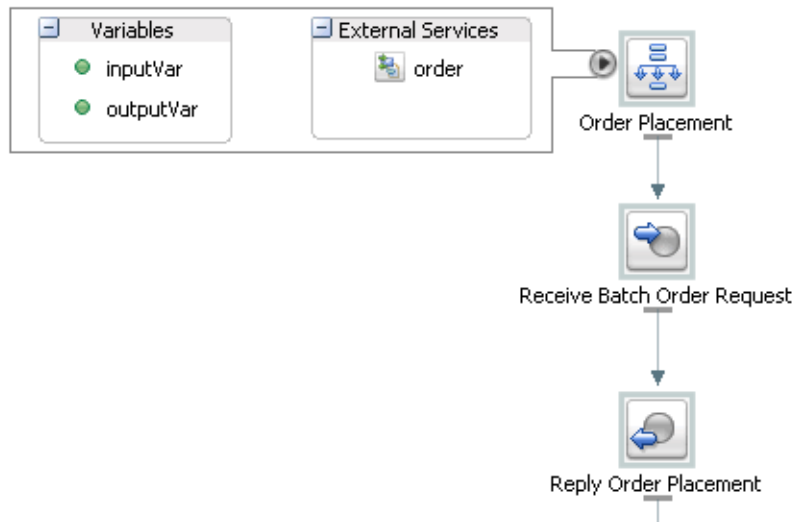 Variables
inputVar
outputVar
External Services
order
Order Placement
Receive Batch Order Request
Reply Order Placement